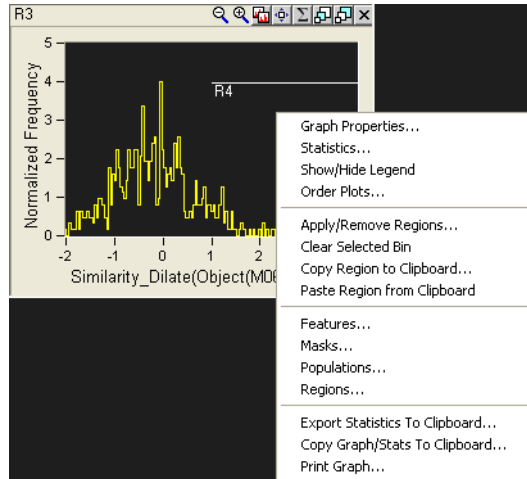 R3
Σ
5
4
3
2
1
0
Normalized Frequency
R4
-2
-1
0
1
2
Similarity_Dilate(Object(M06
Graph Properties...
Statistics...
Show/Hide Legend
Order Plots...
Apply/Remove Regions...
Clear Selected Bin
Copy Region to Clipboard...
Paste Region from Clipboard
Features...
Masks...
Populations...
Regions...
Export Statistics To Clipboard...
Copy Graph/Stats To Clipboard...
Print Graph...